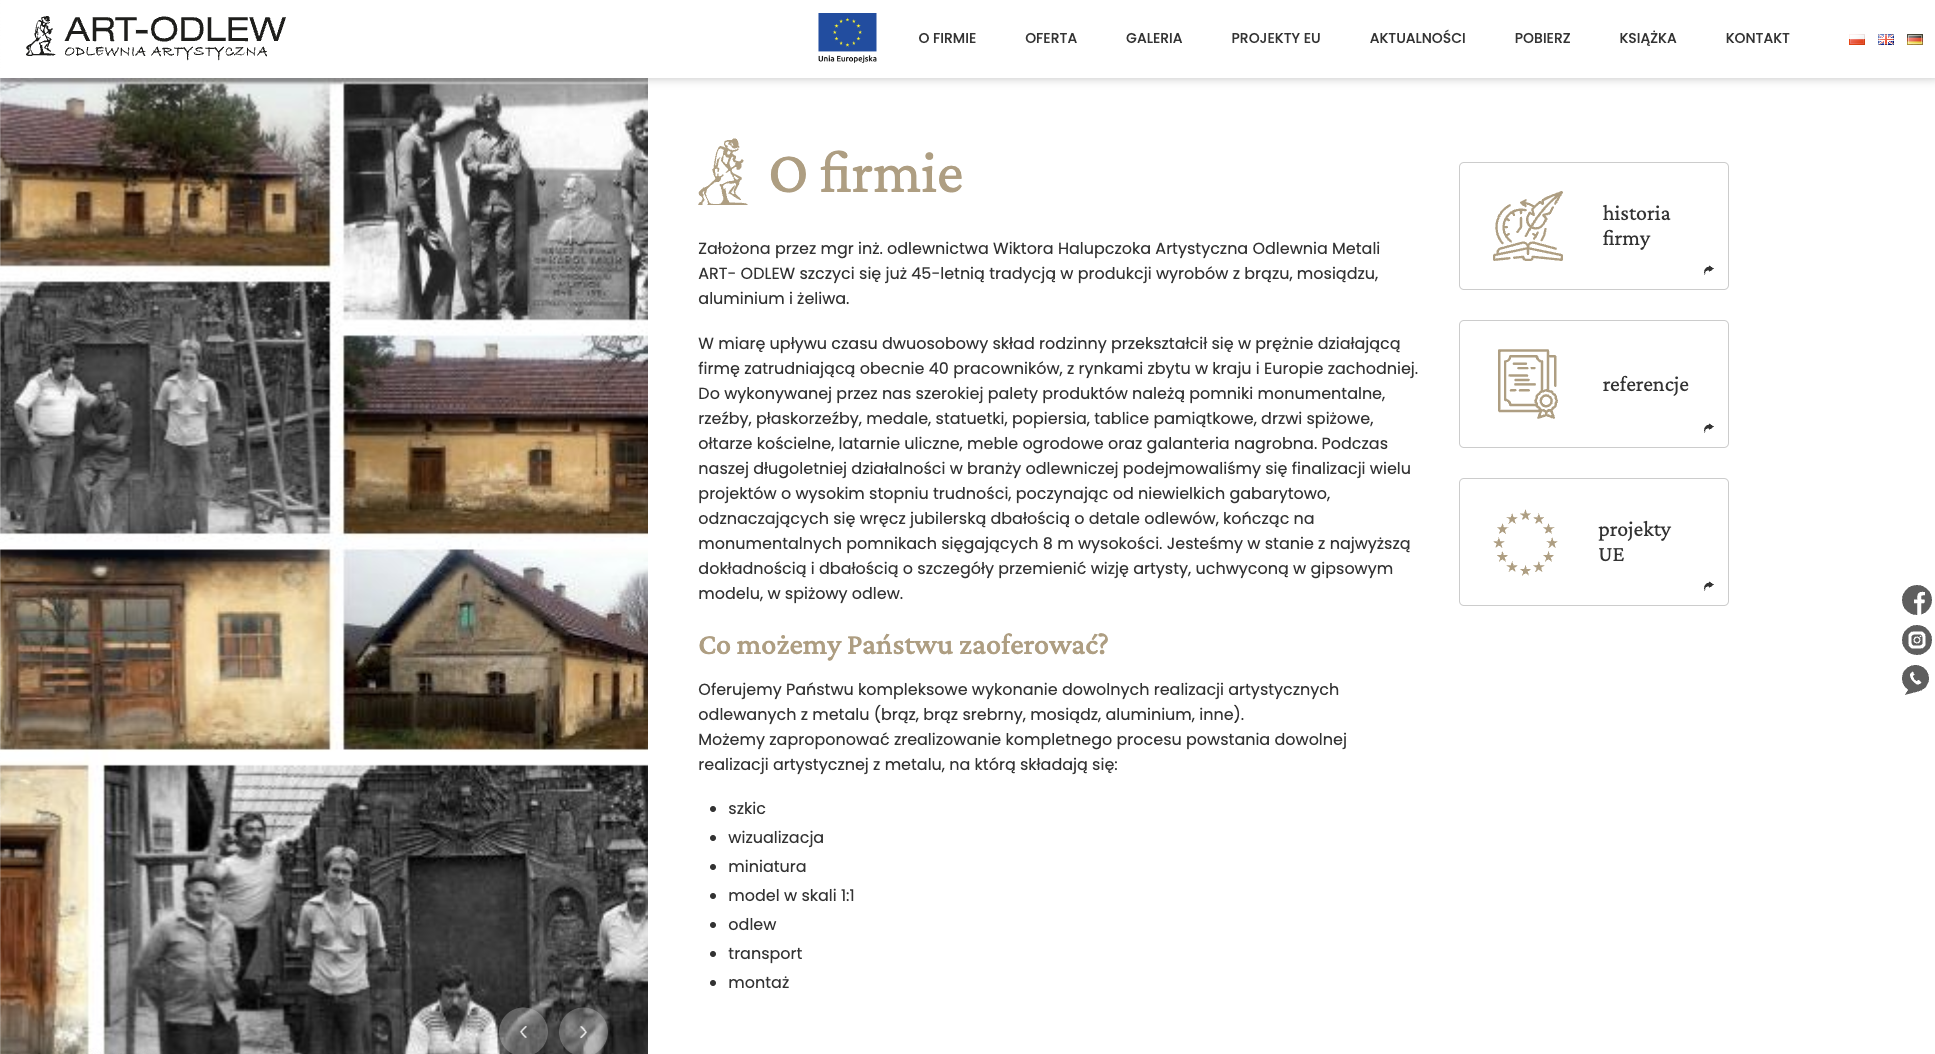 ART-ODLEW
ODLEWNIA ARTYSTYCZNA
Unia Europejska
O FIRMIE
OFERTA
GALERIA
PROJEKTY EU
AKTUALNOŚCI
POBIERZ
KSIĄŻKA
KONTAKT
O firmie
Założona przez mgr inż. odlewnictwa Wiktora Halupczoka Artystyczna Odlewnia Metali
ART- ODLEW szczyci się już 45-letnią tradycją w produkcji wyrobów z brązu, mosiądzu,
aluminium i żeliwa.
W miarę upływu czasu dwuosobowy skład rodzinny przekształcił się w prężnie działającą
firmę zatrudniającą obecnie 40 pracowników, z rynkami zbytu w kraju i Europie zachodniej.
Do wykonywanej przez nas szerokiej palety produktów należą pomniki monumentalne,
rzeźby, płaskorzeźby, medale, statuetki, popiersia, tablice pamiątkowe, drzwi spiżowe,
ołtarze kościelne, latarnie uliczne, meble ogrodowe oraz galanteria nagrobna. Podczas
naszej długoletniej działalności w branży odlewniczej podejmowaliśmy się finalizacji wielu
projektów o wysokim stopniu trudności, poczynając od niewielkich gabarytowo,
odznaczających się wręcz jubilerską dbałością o detale odlewów, kończąc na
monumentalnych pomnikach sięgających 8 m wysokości. Jesteśmy w stanie z najwyższą
dokładnością i dbałością o szczegóły przemienić wizję artysty, uchwyconą w gipsowym
modelu, w spiżowy odlew.
Co możemy Państwu zaoferować?
Oferujemy Państwu kompleksowe wykonanie dowolnych realizacji artystycznych
odlewanych z metalu (brąz, brąz srebrny, mosiądz, aluminium, inne).
Możemy zaproponować zrealizowanie kompletnego procesu powstania dowolnej
realizacji artystycznej z metalu, na którą składają się:
szkic
wizualizacja
miniatura
model w skali 1:1
odlew
transport
montaż
historia
firmy
referencje
projekty
UE